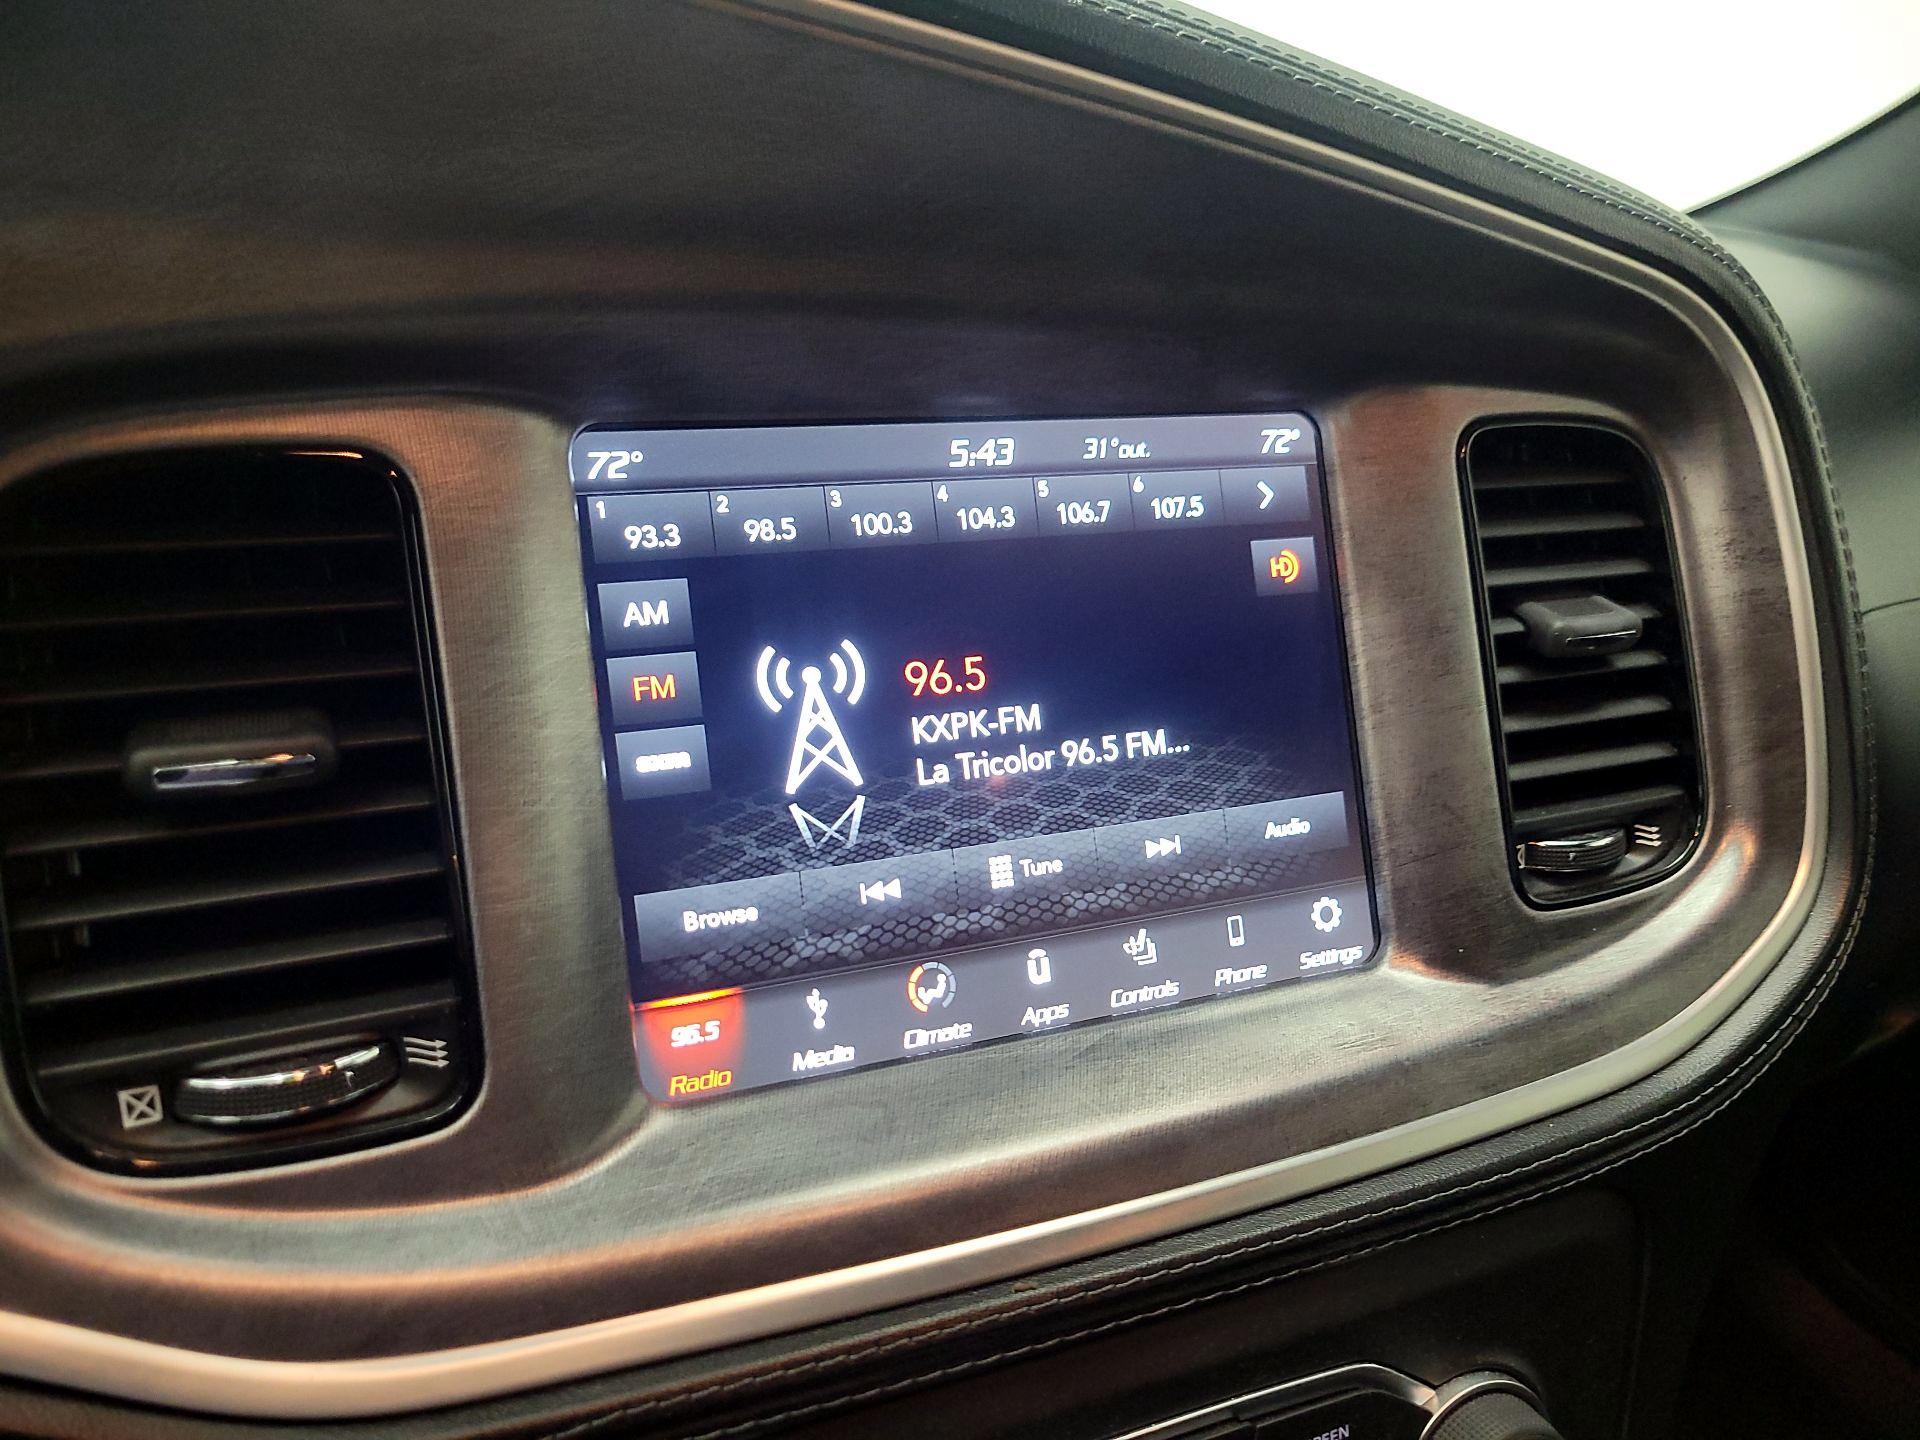 72° 5:43 31°out. 72°
1 93.3 2 98.5 3 100.3 4 104.3 5 106.7 6 107.5
HD
AM
FM
96.5
KXPK-FM
La Tricolor 96.5 FM...
Browse Tune Audio
96.5
Radio Media Climate Apps Controls Phone Settings